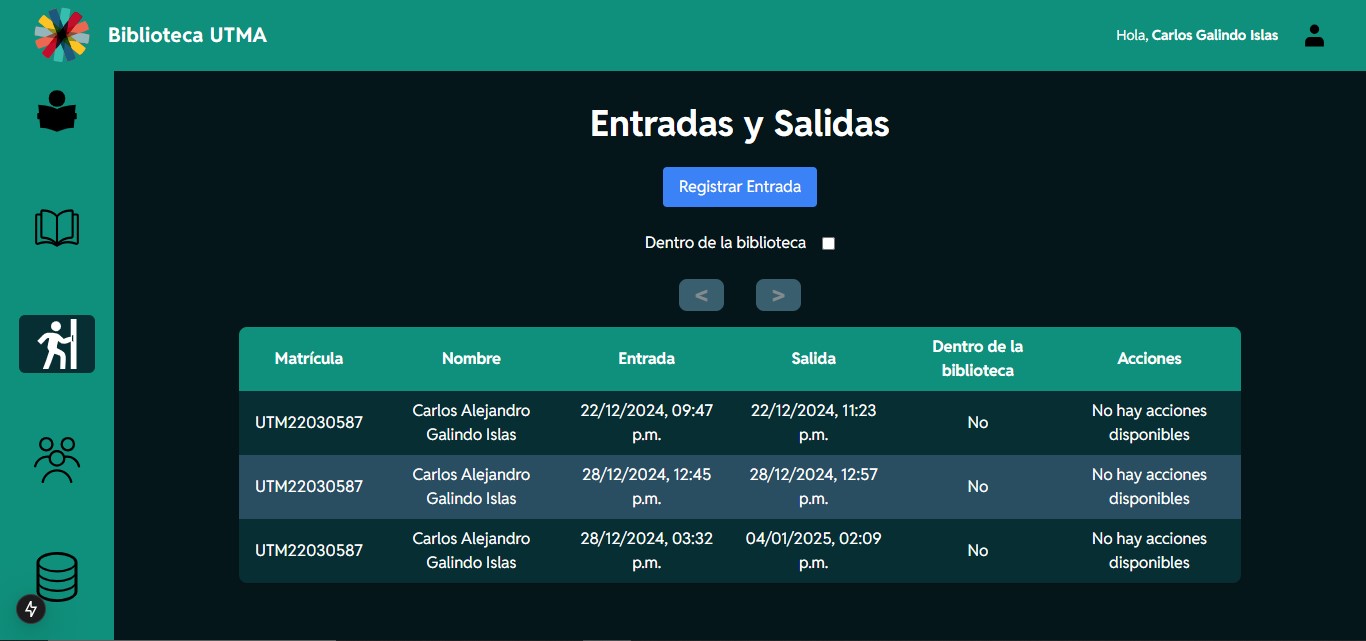 Biblioteca UTMA
Hola, Carlos Galindo Islas
Entradas y Salidas
Registrar Entrada
Dentro de la biblioteca
< >
Matrícula Nombre Entrada Salida Dentro de la biblioteca Acciones
UTM22030587 Carlos Alejandro Galindo Islas 22/12/2024, 09:47 p.m. 22/12/2024, 11:23 p.m. No No hay acciones disponibles
UTM22030587 Carlos Alejandro Galindo Islas 28/12/2024, 12:45 p.m. 28/12/2024, 12:57 p.m. No No hay acciones disponibles
UTM22030587 Carlos Alejandro Galindo Islas 28/12/2024, 03:32 p.m. 04/01/2025, 02:09 p.m. No No hay acciones disponibles